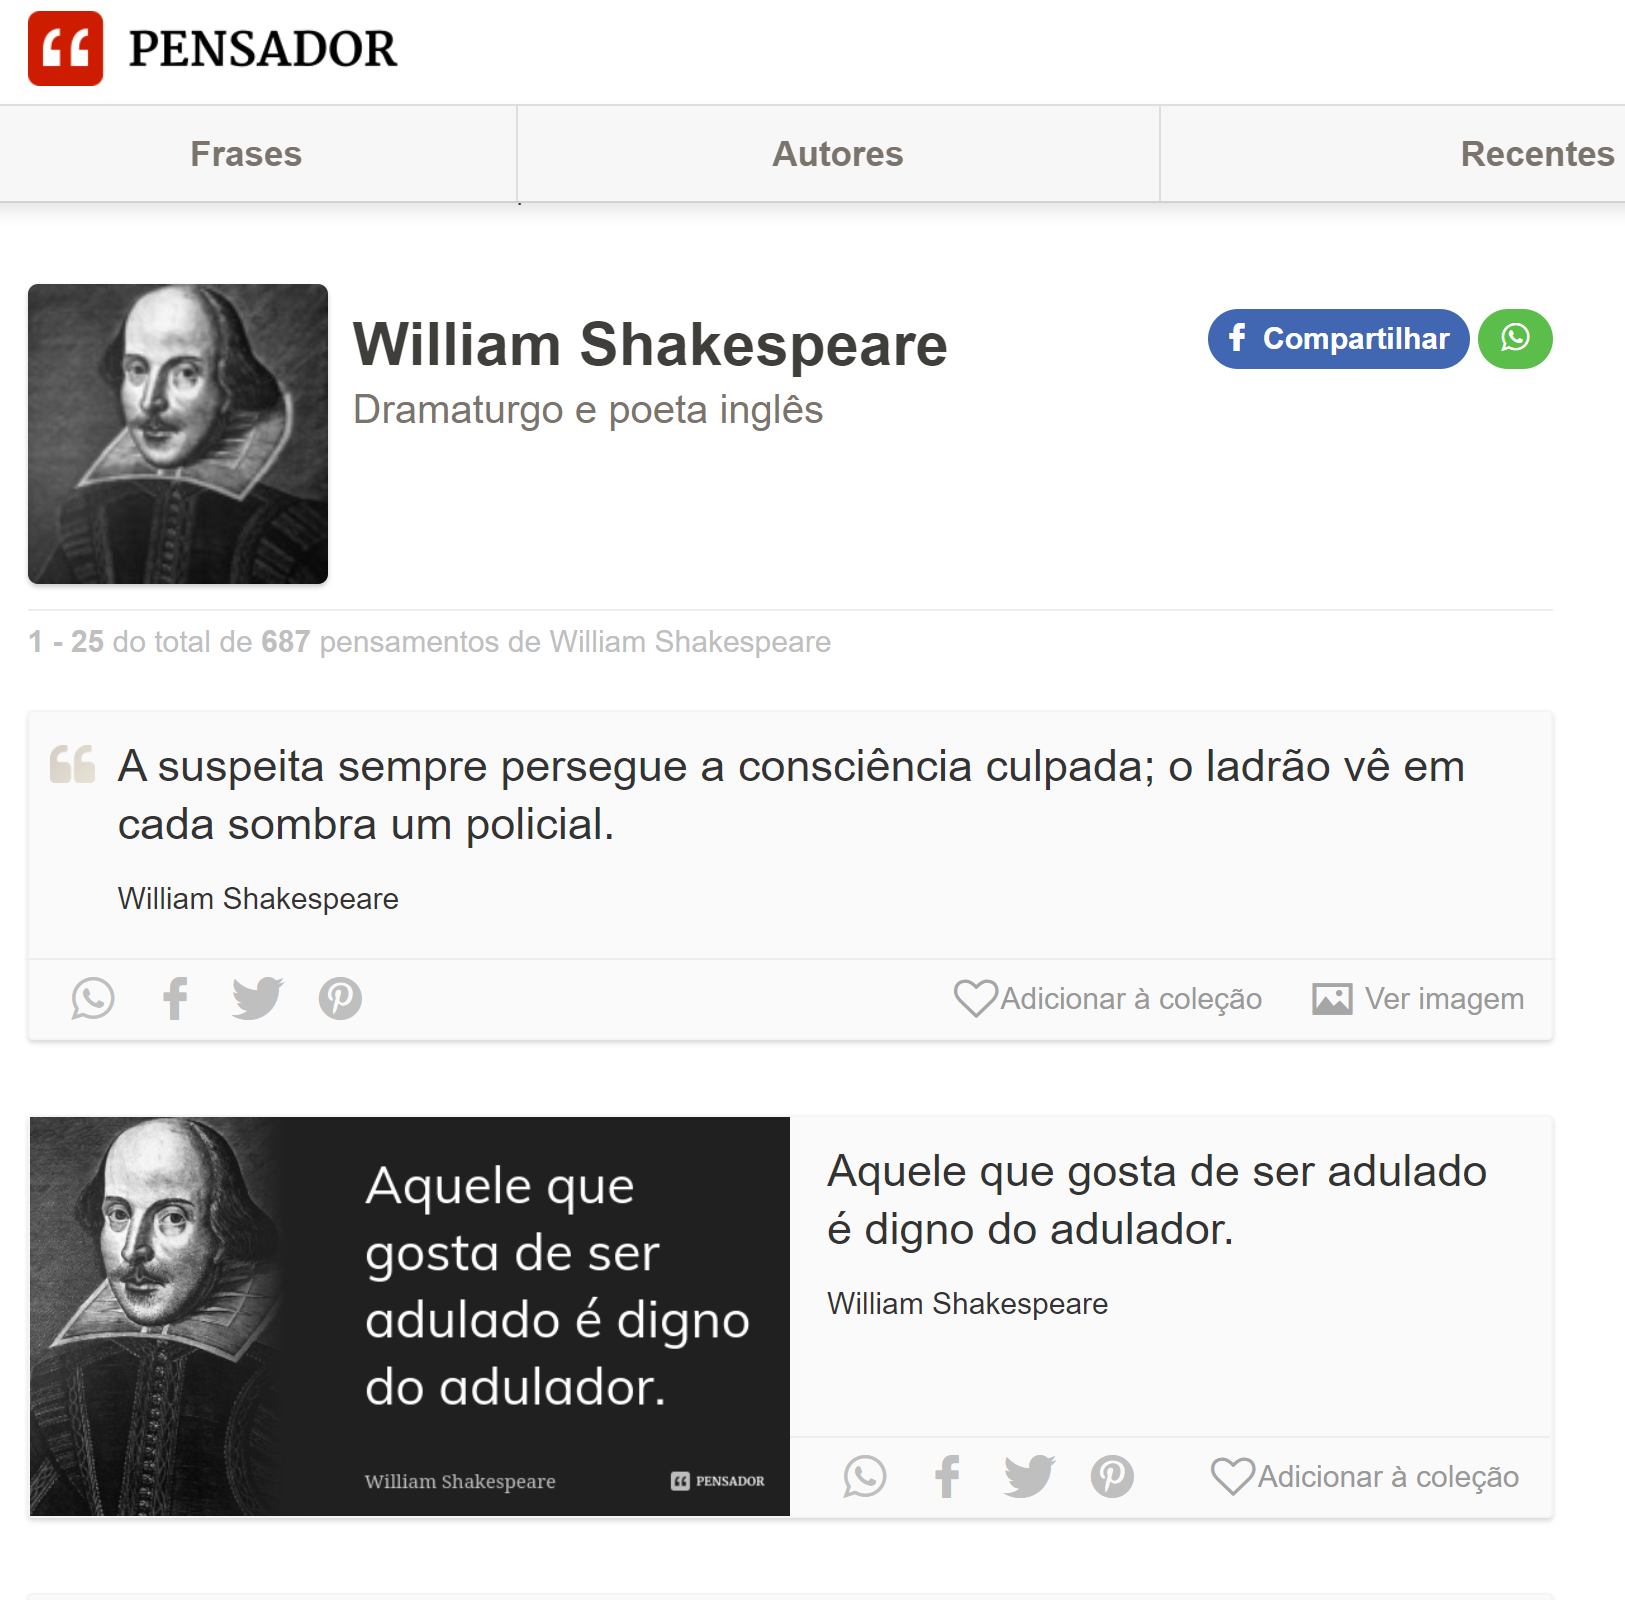 PENSADOR
Frases
Autores
Recentes
William Shakespeare
Dramaturgo e poeta inglês
Compartilhar
1 - 25 do total de 687 pensamentos de William Shakespeare
A suspeita sempre persegue a consciência culpada; o ladrão vê em
cada sombra um policial.
William Shakespeare
Adicionar à coleção
Ver imagem
Aquele que
gosta de ser
adulado é digno
do adulador.
William Shakespeare
PENSADOR
Aquele que gosta de ser adulado
é digno do adulador.
William Shakespeare
Adicionar à coleção